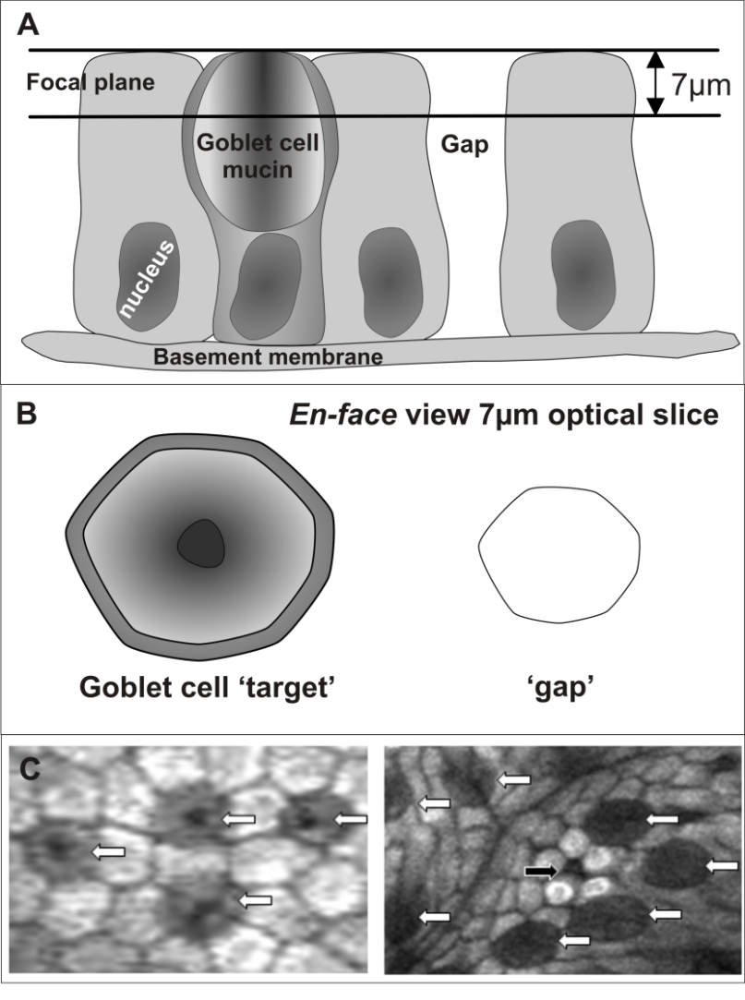 A
Focal plane
7µm
Goblet cell
mucin
Gap
nucleus
Basement membrane
B
En-face view 7µm optical slice
Goblet cell ‘target’
‘gap’
C